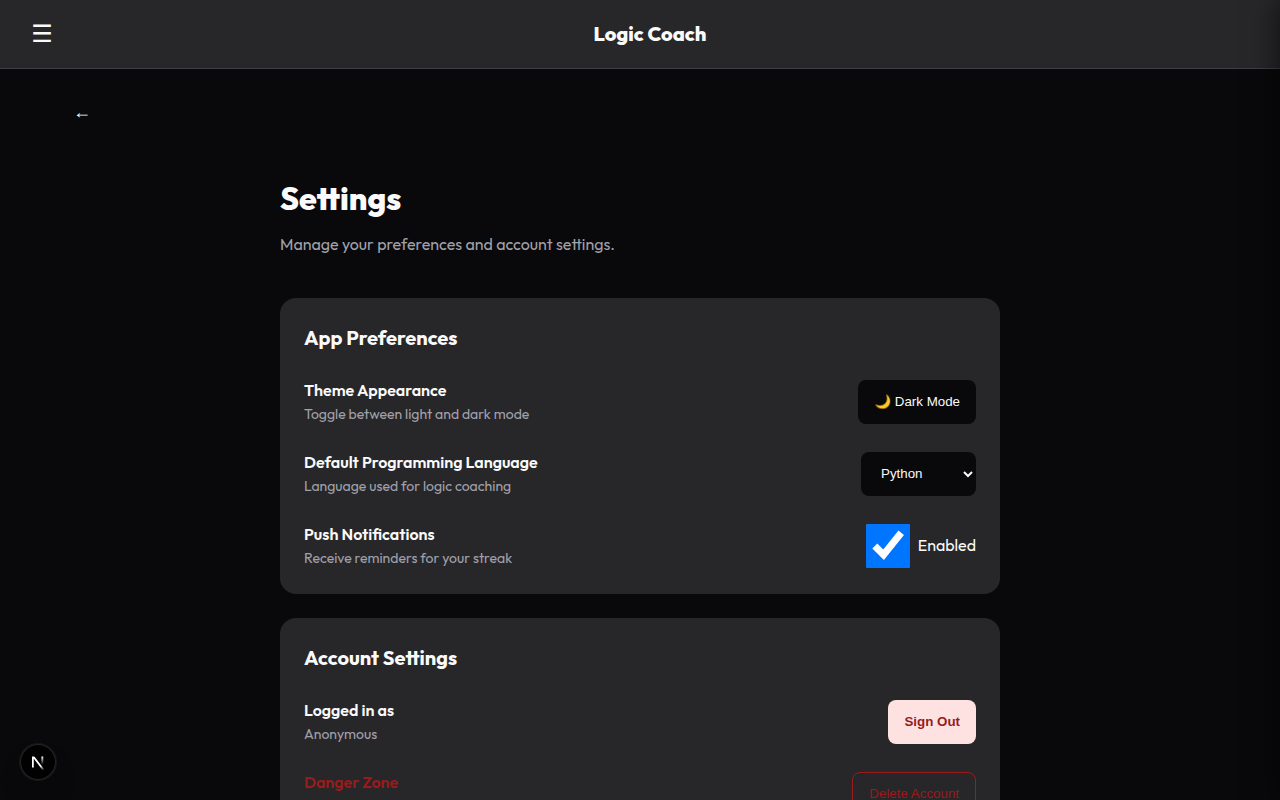 ☰
Logic Coach
←
Settings
Manage your preferences and account settings.
App Preferences
Theme Appearance
Toggle between light and dark mode
🌙 Dark Mode
Default Programming Language
Language used for logic coaching
Python
Push Notifications
Receive reminders for your streak
Enabled
Account Settings
Logged in as
Anonymous
Sign Out
N
Danger Zone
Delete Account